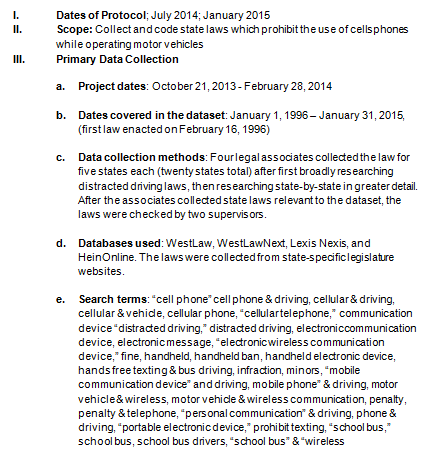 I. Dates of Protocol; July 2014; January 2015
II. Scope: Collect and code state laws which prohibit the use of cellsphones
while operating motor vehicles
III. Primary Data Collection
a. Project dates: October 21, 2013 - February 28, 2014
b. Dates covered in the dataset: January 1, 1996 – January 31, 2015,
(first law enacted on February 16, 1996)
c. Data collection methods: Four legal associates collected the law for
five states each (twenty states total) after first broadly researching
distracted driving laws, then researching state-by-state in greater detail.
After the associates collected state laws relevant to the dataset, the
laws were checked by two supervisors.
d. Databases used: WestLaw, WestLawNext, Lexis Nexis, and
HeinOnline. The laws were collected from state-specific legislature
websites.
e. Search terms: “cell phone” cell phone & driving, cellular & driving,
cellular & vehicle, cellular phone, “cellular telephone,” communication
device “distracted driving,” distracted driving, electronic communication
device, electronic message, “electronic wireless communication
device,” fine, handheld, handheld ban, handheld electronic device,
hands free texting & bus driving, infraction, minors, “mobile
communication device” and driving, mobile phone” & driving, motor
vehicle & wireless, motor vehicle & wireless communication, penalty,
penalty & telephone, “personal communication” & driving, phone &
driving, “portable electronic device,” prohibit texting, “school bus,”
school bus, school bus drivers, “school bus” & “wireless